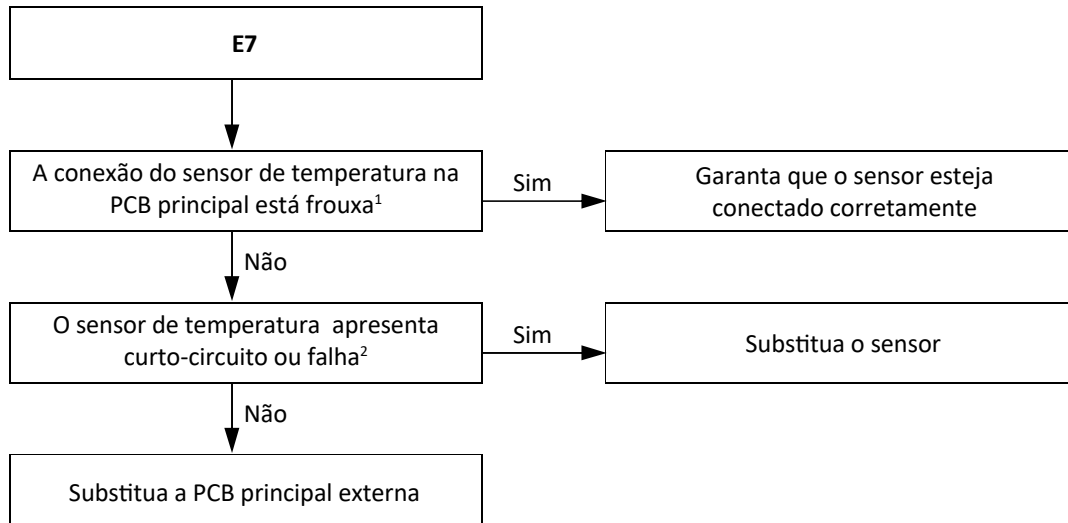 E7
A conexão do sensor de temperatura na
PCB principal está frouxa¹
Sim
Garanta que o sensor esteja
conectado corretamente
Não
O sensor de temperatura apresenta
curto-circuito ou falha²
Sim
Substitua o sensor
Não
Substitua a PCB principal externa